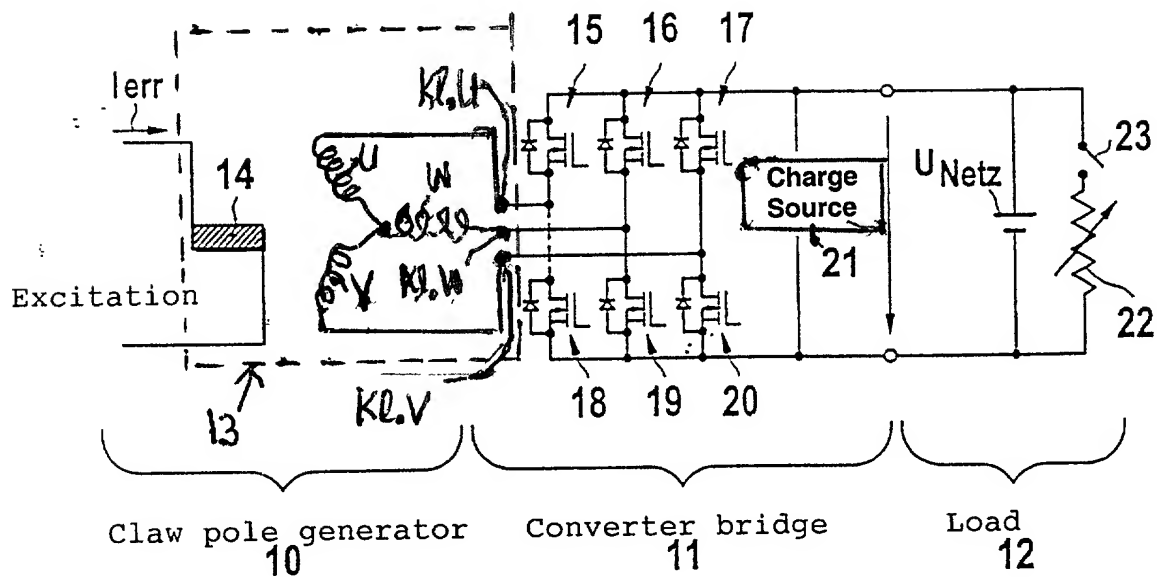 15 16 17
Ierr
Kl.U
14
U
W
V
Kl.W
Charge
Source
21
UNetz
23
22
Excitation
18 19 20
Kl.V
13
Claw pole generator
10
Converter bridge
11
Load
12